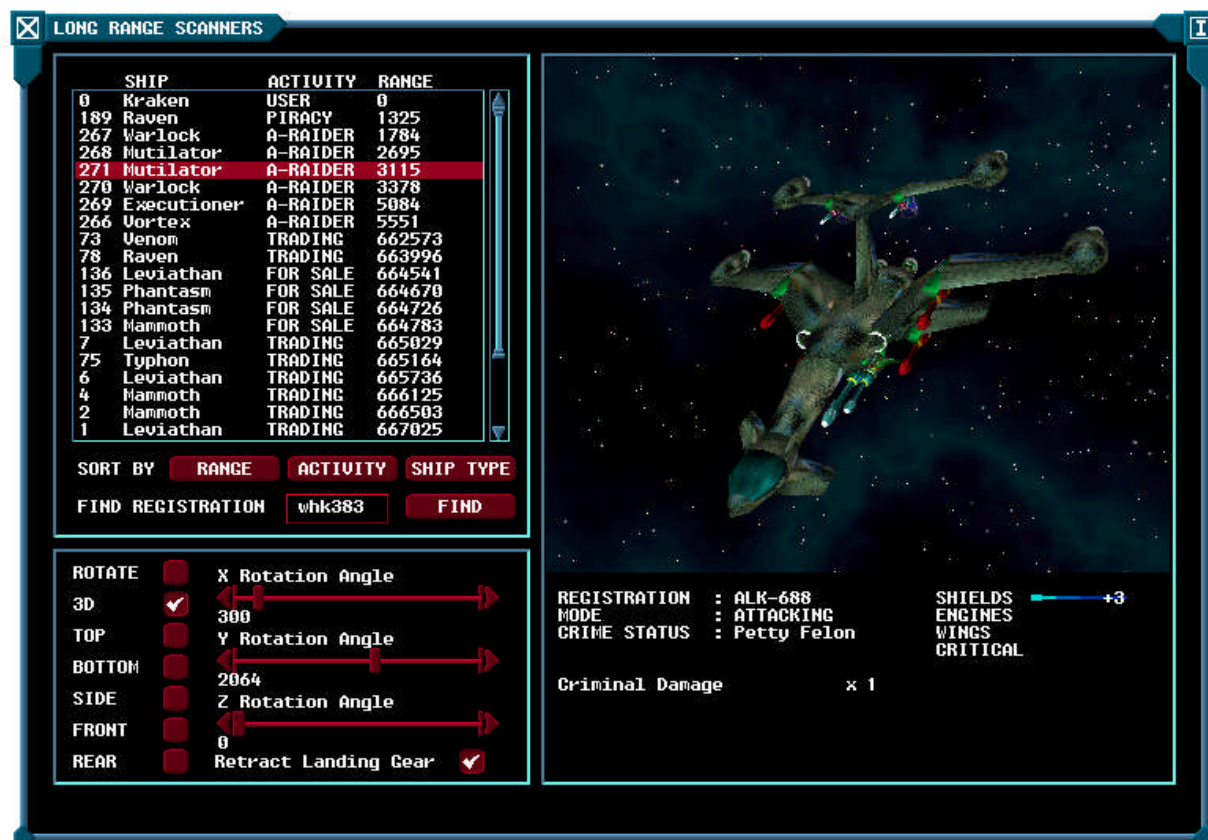 LONG RANGE SCANNERS
SHIP ACTIVITY RANGE
0 Kraken USER 0
189 Raven PIRACY 1325
267 Warlock A-RAIDER 1784
268 Mutilator A-RAIDER 2695
271 Mutilator A-RAIDER 3115
270 Warlock A-RAIDER 3378
269 Executioner A-RAIDER 5084
266 Vortex A-RAIDER 5551
73 Venom TRADING 662573
78 Raven TRADING 663996
136 Leviathan FOR SALE 664541
135 Phantasm FOR SALE 664670
134 Phantasm FOR SALE 664726
133 Mammoth FOR SALE 664783
7 Leviathan TRADING 665029
75 Typhon TRADING 665164
6 Leviathan TRADING 665736
4 Mammoth TRADING 666125
2 Mammoth TRADING 666503
1 Leviathan TRADING 667025
SORT BY RANGE ACTIVITY SHIP TYPE
FIND REGISTRATION whk383 FIND
ROTATE
3D
TOP
BOTTOM
SIDE
FRONT
REAR
X Rotation Angle
300
Y Rotation Angle
2064
Z Rotation Angle
0
Retract Landing Gear
REGISTRATION : ALK-688
MODE : ATTACKING
CRIME STATUS : Petty Felon
Criminal Damage x 1
SHIELDS +3
ENGINES
WINGS
CRITICAL
I